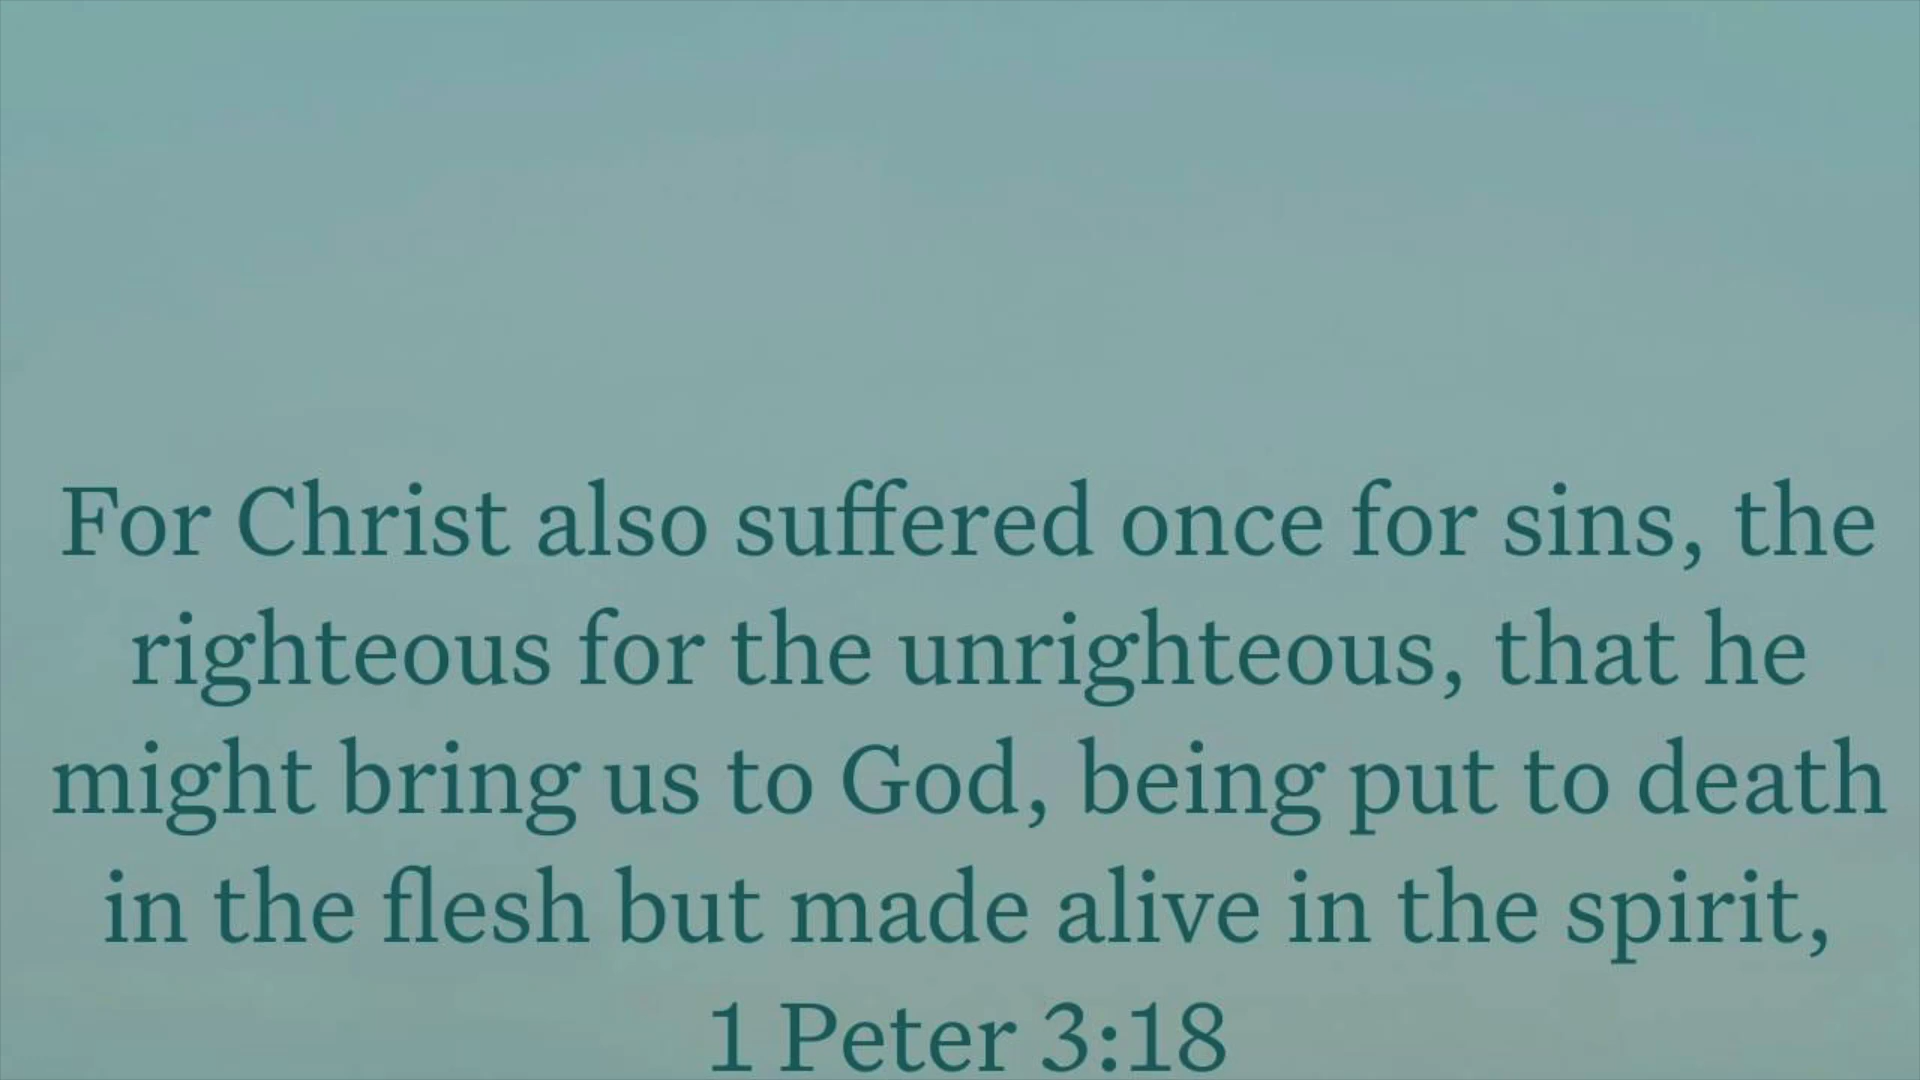 For Christ also suffered once for sins, the
righteous for the unrighteous, that he
might bring us to God, being put to death
in the flesh but made alive in the spirit,
1 Peter 3:18